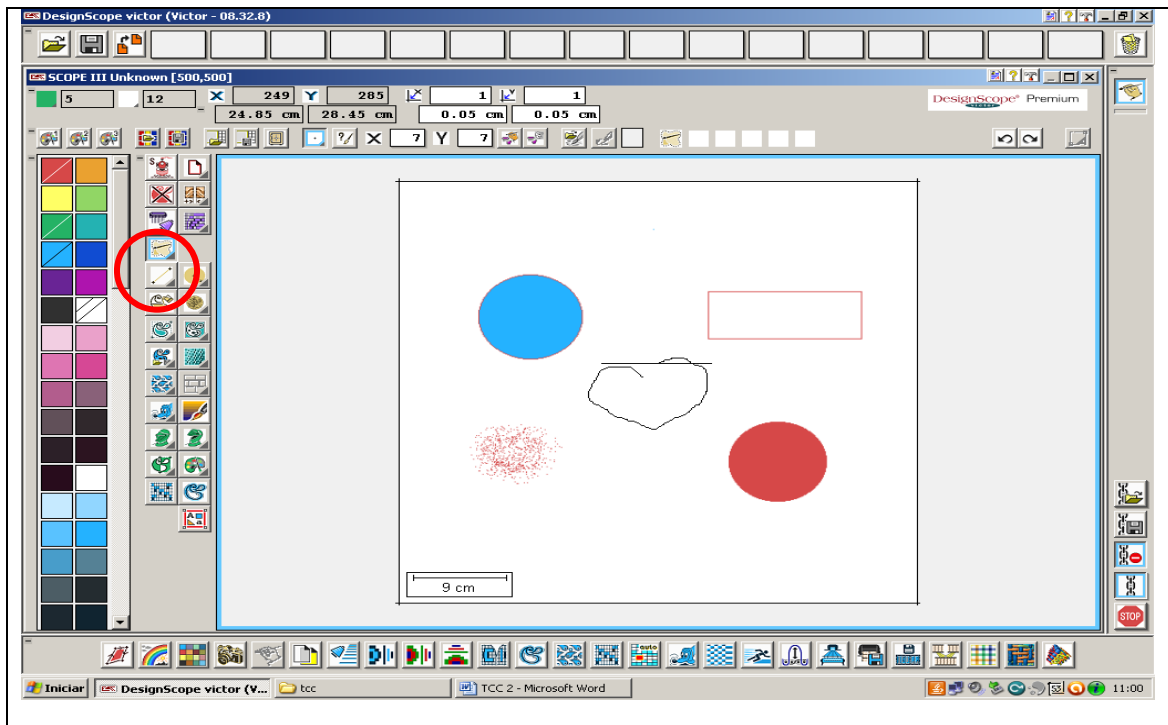 DesignScope victor (Victor - 08.32.8)
SCOPE III Unknown [500,500]
5 12 X 249 Y 285 1 1
24.85 cm 28.45 cm 0.05 cm 0.05 cm
DesignScope Premium
X 7 Y 7
9 cm
STOP
auto
Iniciar DesignScope victor (V... tcc TCC 2 - Microsoft Word 11:00